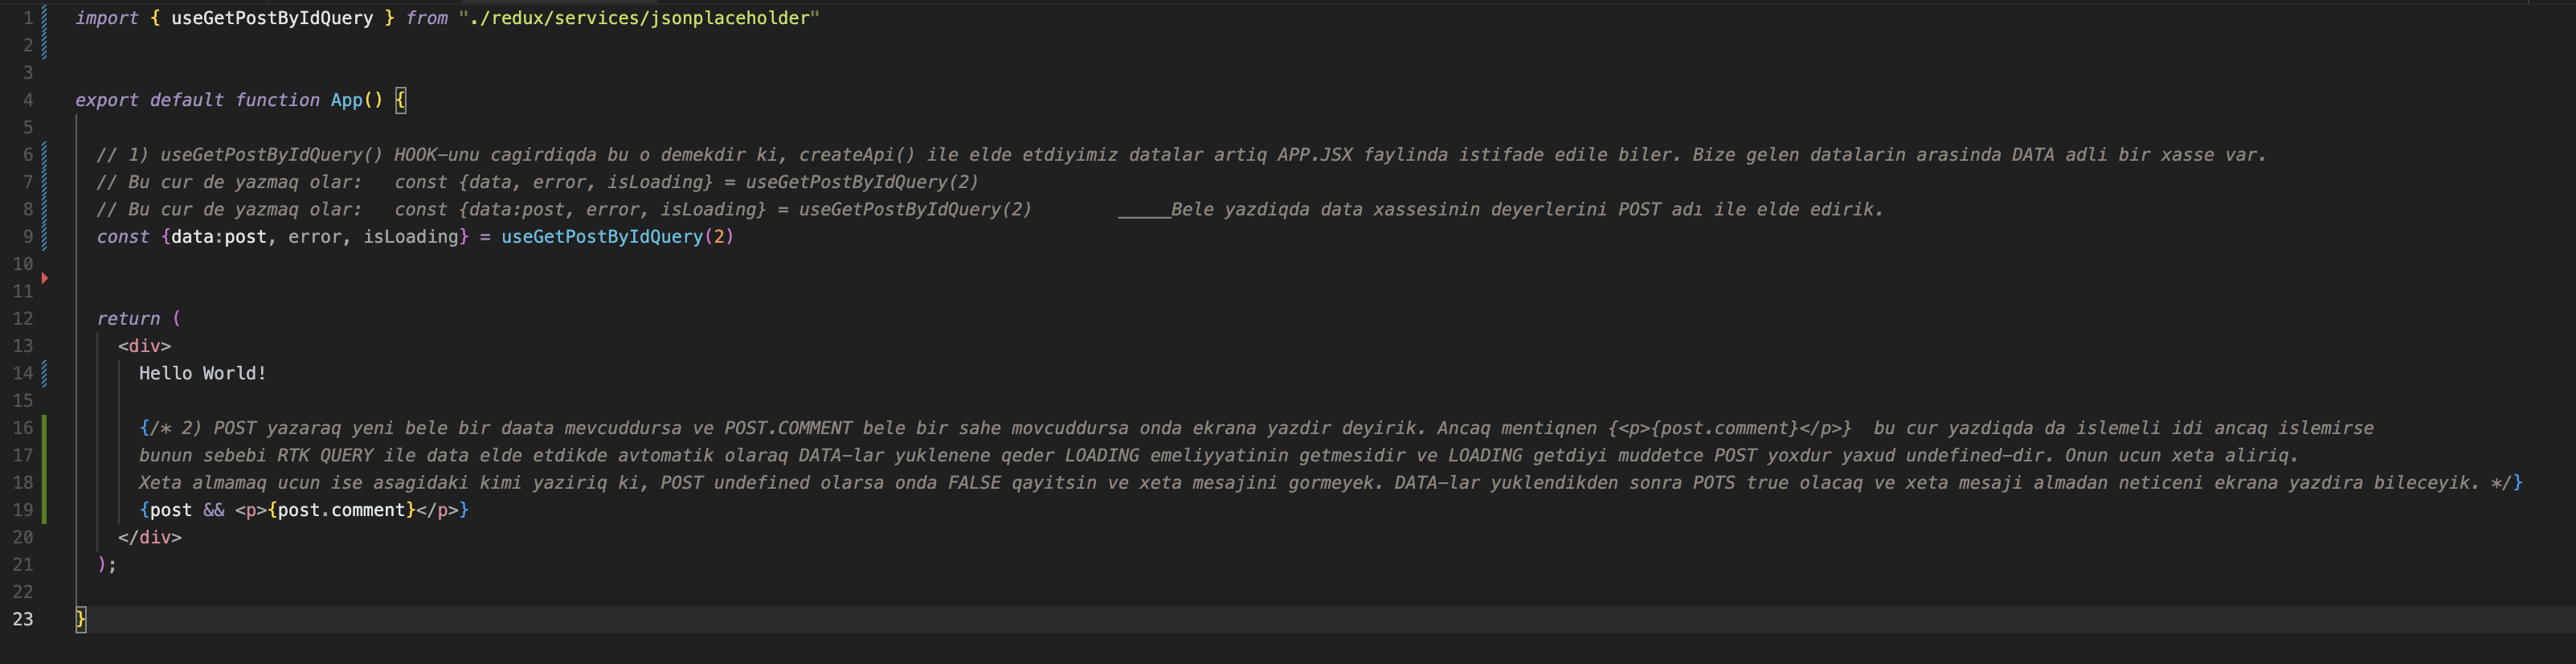 1 import { useGetPostByIdQuery } from "./redux/services/jsonplaceholder"
2
3
4 export default function App() {
5
6 // 1) useGetPostByIdQuery() HOOK-unu cagirdiqda bu o demekdir ki, createApi() ile elde etdiyimiz datalar artiq APP.JSX faylinda istifade edile biler. Bize gelen datalarin arasinda DATA adli bir xasse var.
7 // Bu cur de yazmaq olar:   const {data, error, isLoading} = useGetPostByIdQuery(2)
8 // Bu cur de yazmaq olar:   const {data:post, error, isLoading} = useGetPostByIdQuery(2)        _____Bele yazdiqda data xassesinin deyerlerini POST adı ile elde edirik.
9 const {data:post, error, isLoading} = useGetPostByIdQuery(2)
10
11
12 return (
13 <div>
14 Hello World!
15
16 {/* 2) POST yazaraq yeni bele bir daata mevcuddursa ve POST.COMMENT bele bir sahe movcuddursa onda ekrana yazdir deyirik. Ancaq mentiqnen {<p>{post.comment}</p>}  bu cur yazdiqda da islemeli idi ancaq islemirse
17 bunun sebebi RTK QUERY ile data elde etdikde avtomatik olaraq DATA-lar yuklenene qeder LOADING emeliyyatinin getmesidir ve LOADING getdiyi muddetce POST yoxdur yaxud undefined-dir. Onun ucun xeta aliriq.
18 Xeta almamaq ucun ise asagidaki kimi yaziriq ki, POST undefined olarsa onda FALSE qayitsin ve xeta mesajini gormeyek. DATA-lar yuklendikden sonra POTS true olacaq ve xeta mesaji almadan neticeni ekrana yazdira bileceyik. */}
19 {post && <p>{post.comment}</p>}
20 </div>
21 );
22
23 }